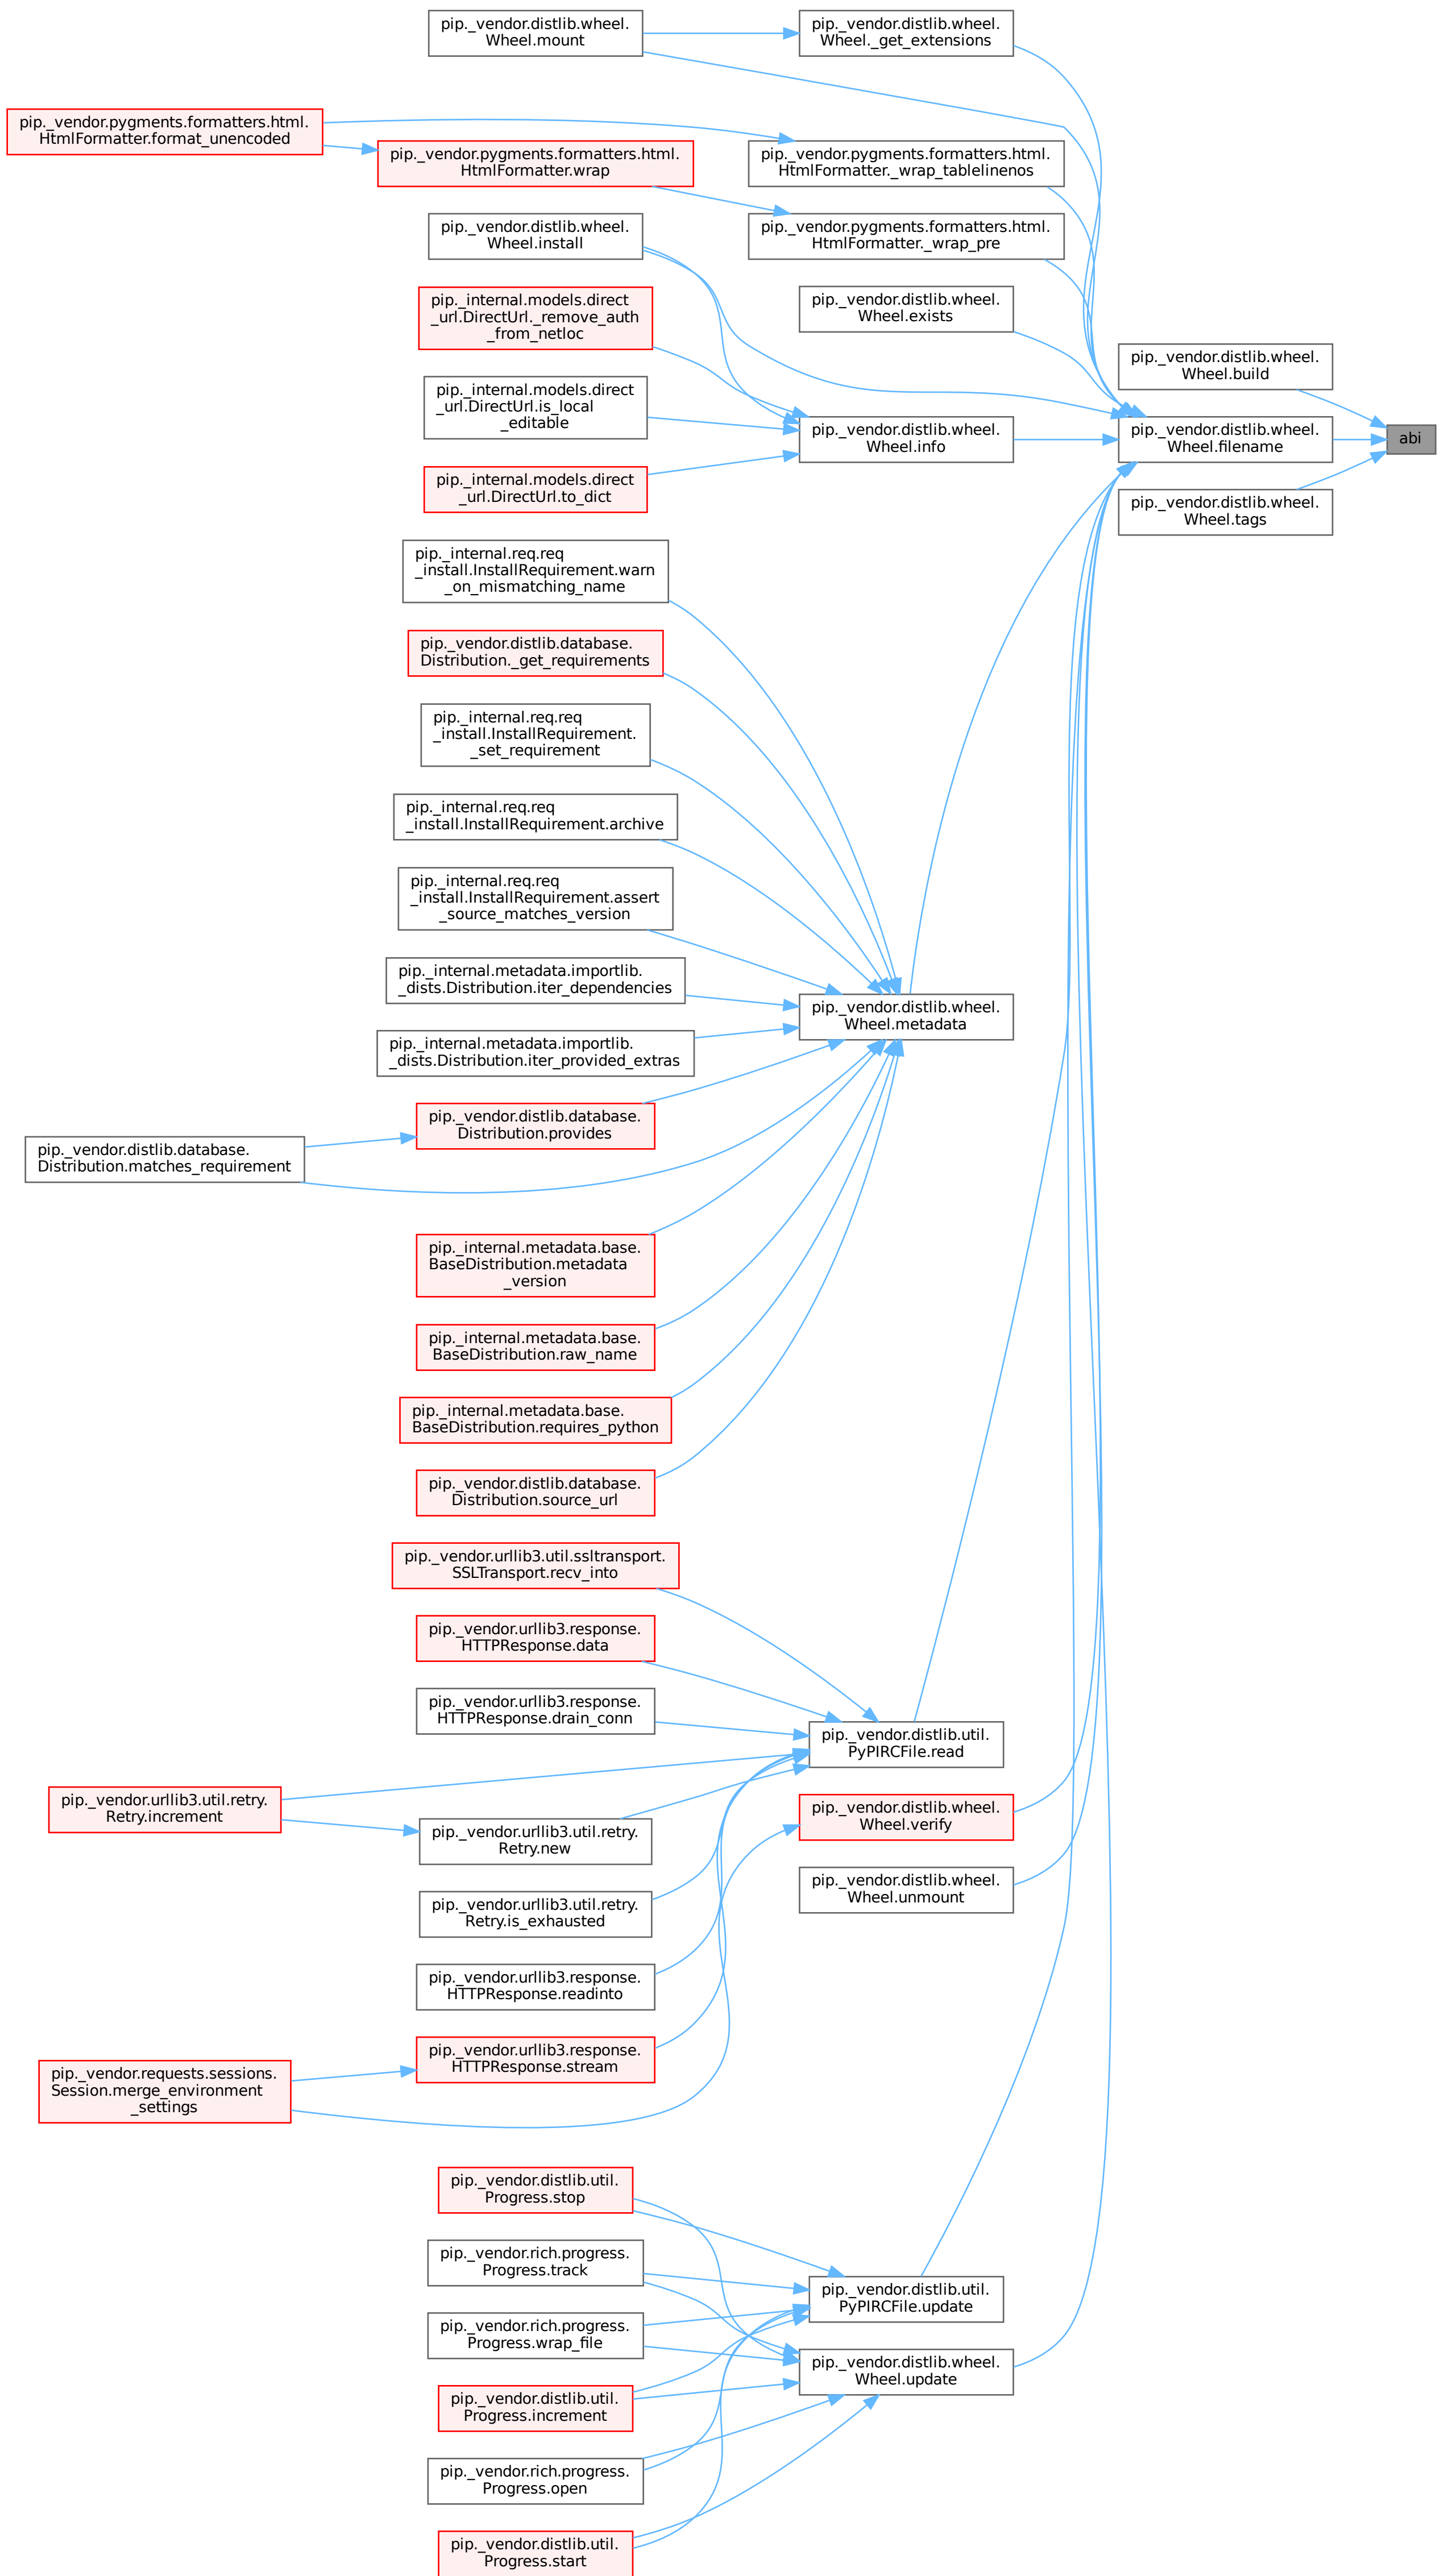 pip._vendor.distlib.wheel.
Wheel.mount
pip._vendor.distlib.wheel.
Wheel._get_extensions
pip._vendor.pygments.formatters.html.
HtmlFormatter.format_unencoded
pip._vendor.pygments.formatters.html.
HtmlFormatter.wrap
pip._vendor.pygments.formatters.html.
HtmlFormatter._wrap_tablelinenos
pip._vendor.distlib.wheel.
Wheel.install
pip._vendor.pygments.formatters.html.
HtmlFormatter._wrap_pre
pip._internal.models.direct
_url.DirectUrl._remove_auth
_from_netloc
pip._vendor.distlib.wheel.
Wheel.exists
pip._vendor.distlib.wheel.
Wheel.build
pip._internal.models.direct
_url.DirectUrl.is_local
_editable
pip._vendor.distlib.wheel.
Wheel.info
pip._vendor.distlib.wheel.
Wheel.filename
abi
pip._internal.models.direct
_url.DirectUrl.to_dict
pip._vendor.distlib.wheel.
Wheel.tags
pip._internal.req.req
_install.InstallRequirement.warn
_on_mismatching_name
pip._vendor.distlib.database.
Distribution._get_requirements
pip._internal.req.req
_install.InstallRequirement.
_set_requirement
pip._internal.req.req
_install.InstallRequirement.archive
pip._internal.req.req
_install.InstallRequirement.assert
_source_matches_version
pip._internal.metadata.importlib.
_dists.Distribution.iter_dependencies
pip._vendor.distlib.wheel.
Wheel.metadata
pip._internal.metadata.importlib.
_dists.Distribution.iter_provided_extras
pip._vendor.distlib.database.
Distribution.provides
pip._vendor.distlib.database.
Distribution.matches_requirement
pip._internal.metadata.base.
BaseDistribution.metadata
_version
pip._internal.metadata.base.
BaseDistribution.raw_name
pip._internal.metadata.base.
BaseDistribution.requires_python
pip._vendor.distlib.database.
Distribution.source_url
pip._vendor.urllib3.util.ssltransport.
SSLTransport.recv_into
pip._vendor.urllib3.response.
HTTPResponse.data
pip._vendor.urllib3.response.
HTTPResponse.drain_conn
pip._vendor.distlib.util.
PyPIRCFile.read
pip._vendor.urllib3.util.retry.
Retry.increment
pip._vendor.urllib3.util.retry.
Retry.new
pip._vendor.distlib.wheel.
Wheel.verify
pip._vendor.urllib3.util.retry.
Retry.is_exhausted
pip._vendor.distlib.wheel.
Wheel.unmount
pip._vendor.urllib3.response.
HTTPResponse.readinto
pip._vendor.urllib3.response.
HTTPResponse.stream
pip._vendor.requests.sessions.
Session.merge_environment
_settings
pip._vendor.distlib.util.
Progress.stop
pip._vendor.rich.progress.
Progress.track
pip._vendor.distlib.util.
PyPIRCFile.update
pip._vendor.rich.progress.
Progress.wrap_file
pip._vendor.distlib.wheel.
Wheel.update
pip._vendor.distlib.util.
Progress.increment
pip._vendor.rich.progress.
Progress.open
pip._vendor.distlib.util.
Progress.start